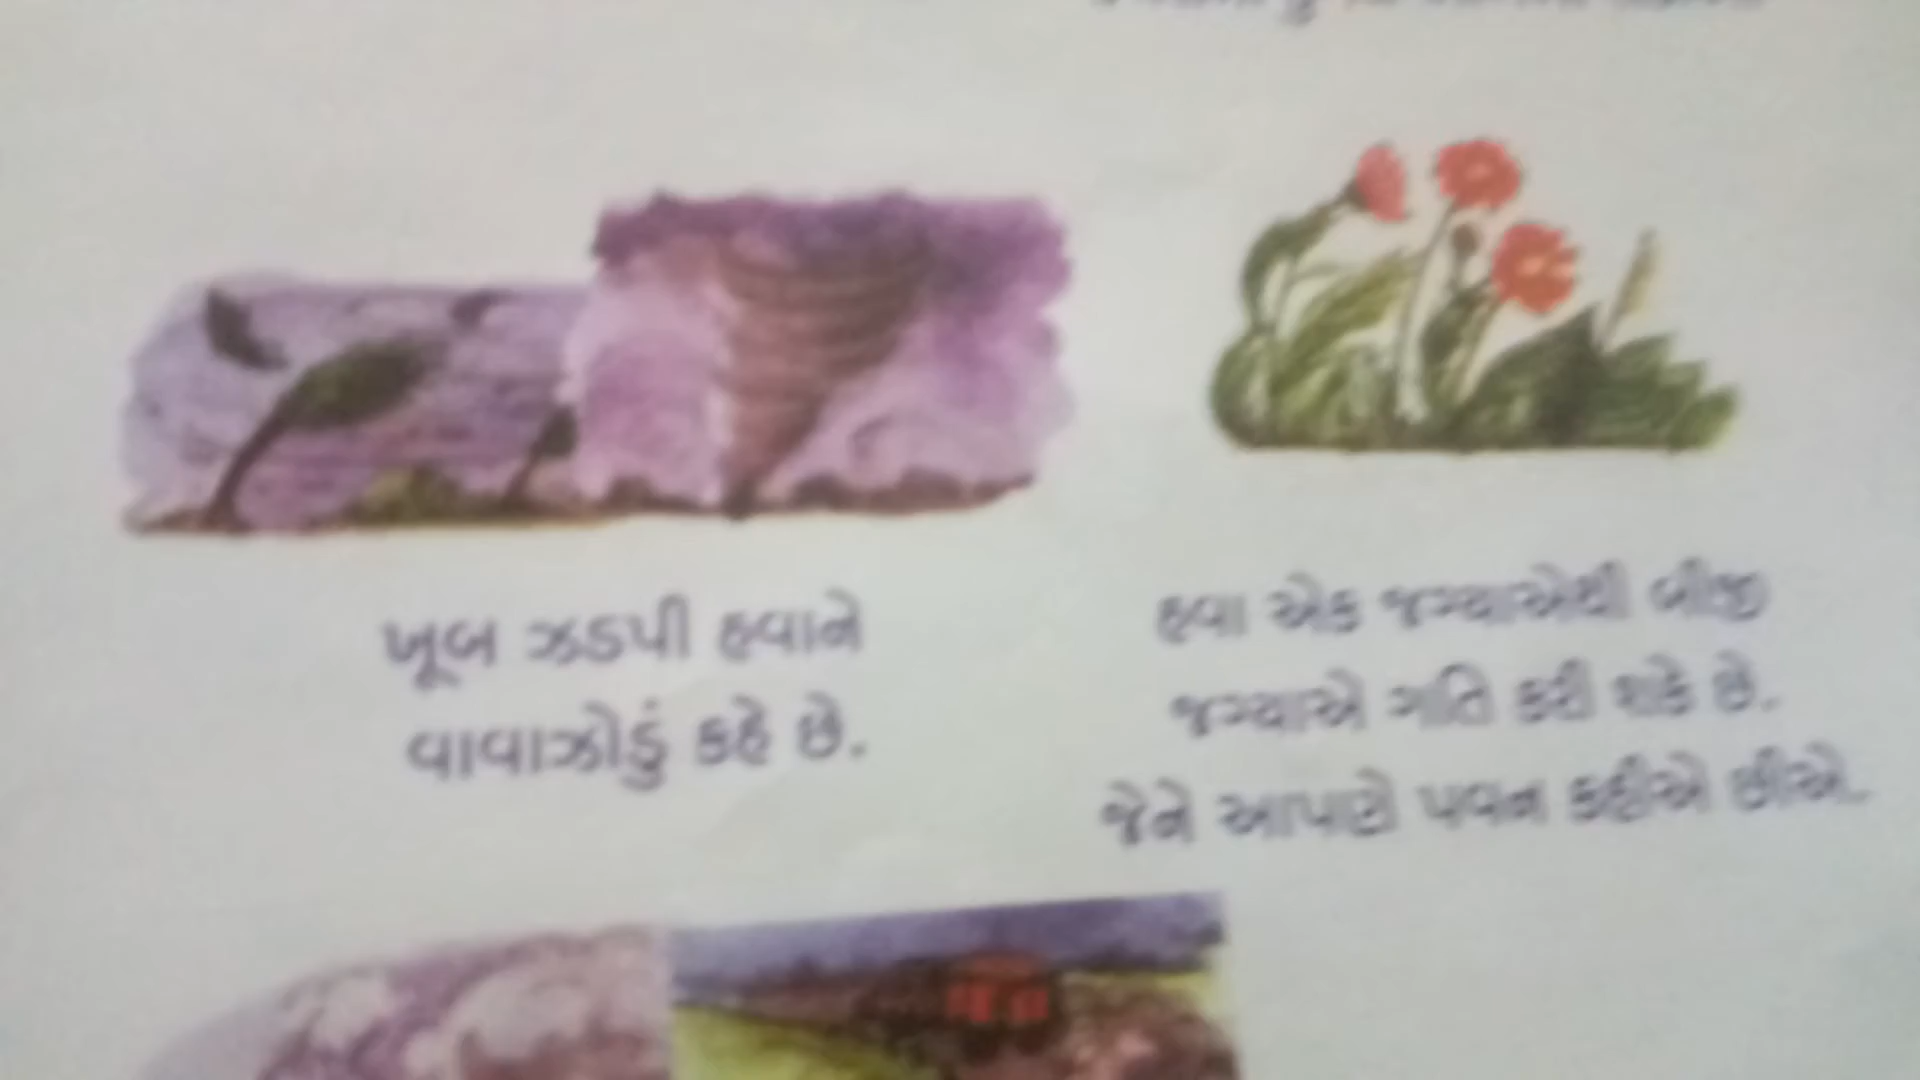 ખૂબ ઝડપી હવાને
વાવાઝોડું કહે છે.
હવા એક જગ્યાએથી બીજી
જગ્યાએ ગતિ કરી શકે છે.
જેને આપણે પવન કહીએ છીએ.